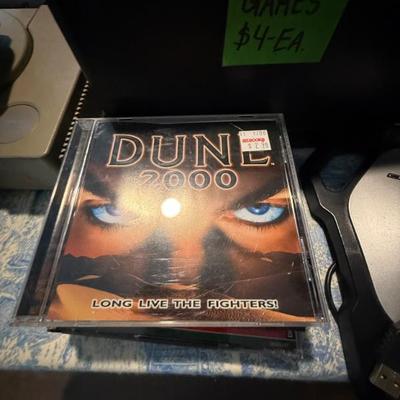 GAMES
$4-EA.
DUNE
2000
LONG LIVE THE FIGHTERS!